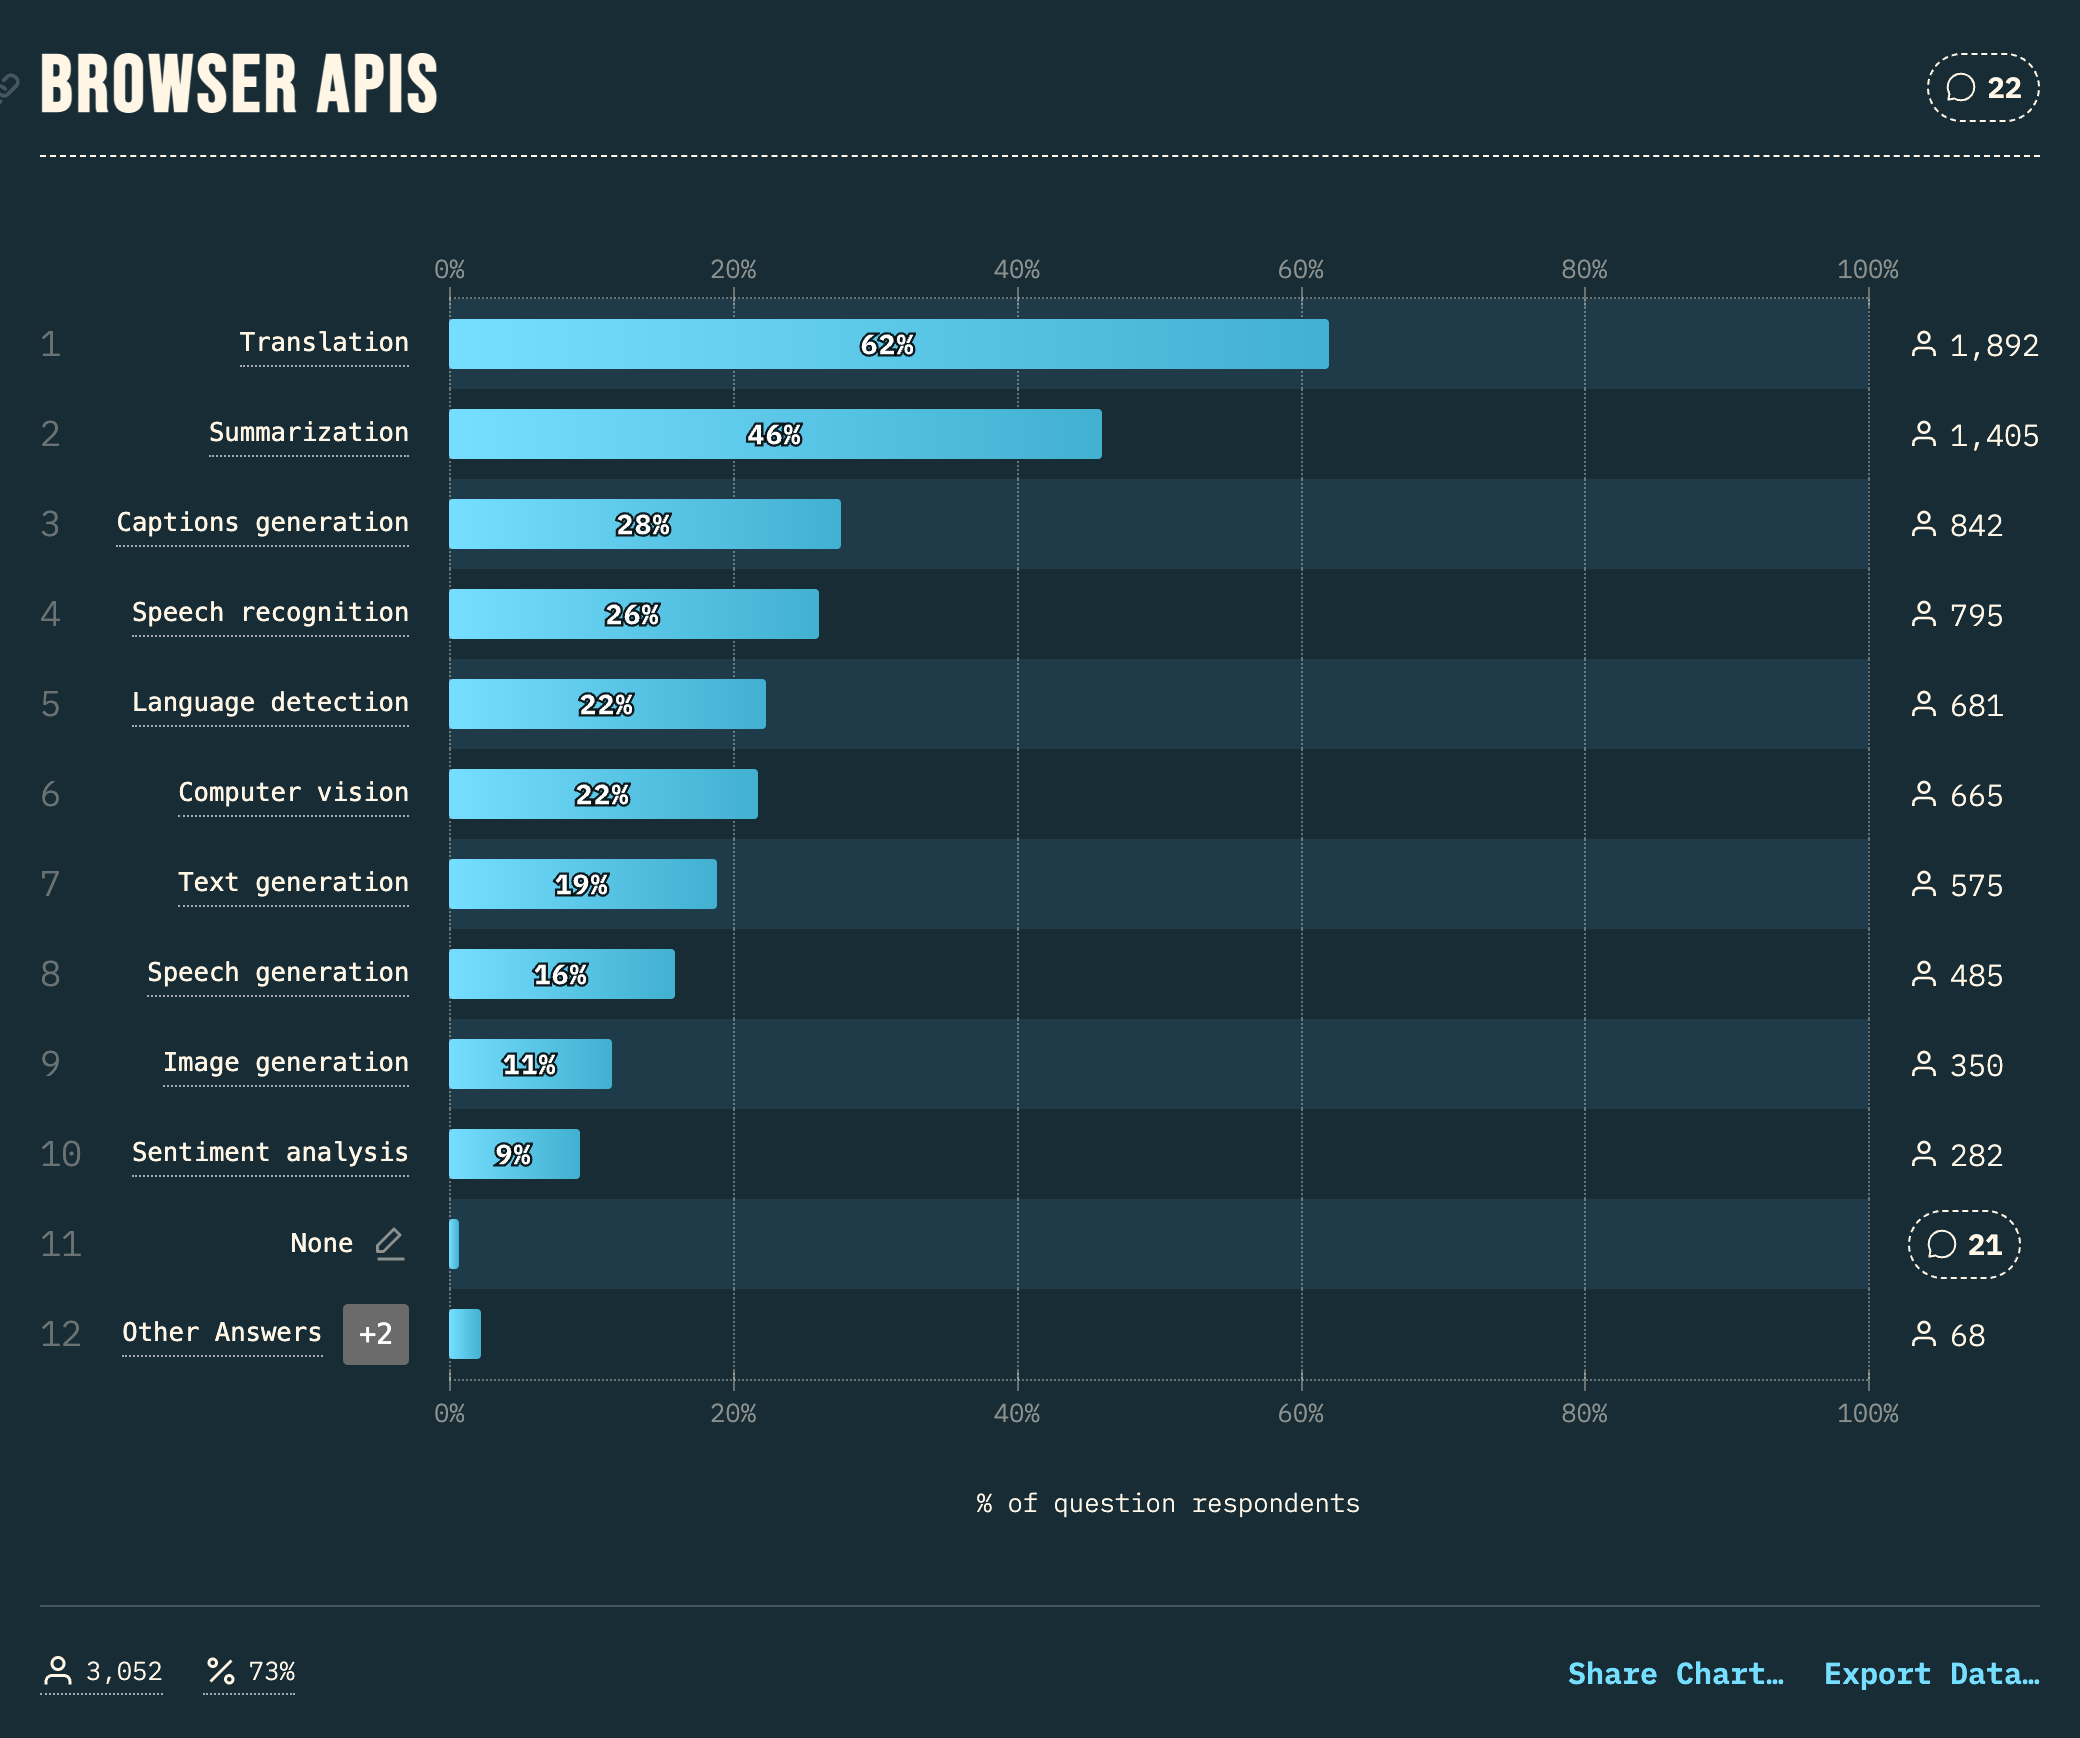 BROWSER APIS
22
0% 20% 40% 60% 80% 100%
1 Translation 62% 1,892
2 Summarization 46% 1,405
3 Captions generation 28% 842
4 Speech recognition 26% 795
5 Language detection 22% 681
6 Computer vision 22% 665
7 Text generation 19% 575
8 Speech generation 16% 485
9 Image generation 11% 350
10 Sentiment analysis 9% 282
11 None 21
12 Other Answers +2 68
0% 20% 40% 60% 80% 100%
% of question respondents
3,052 % 73% Share Chart… Export Data…